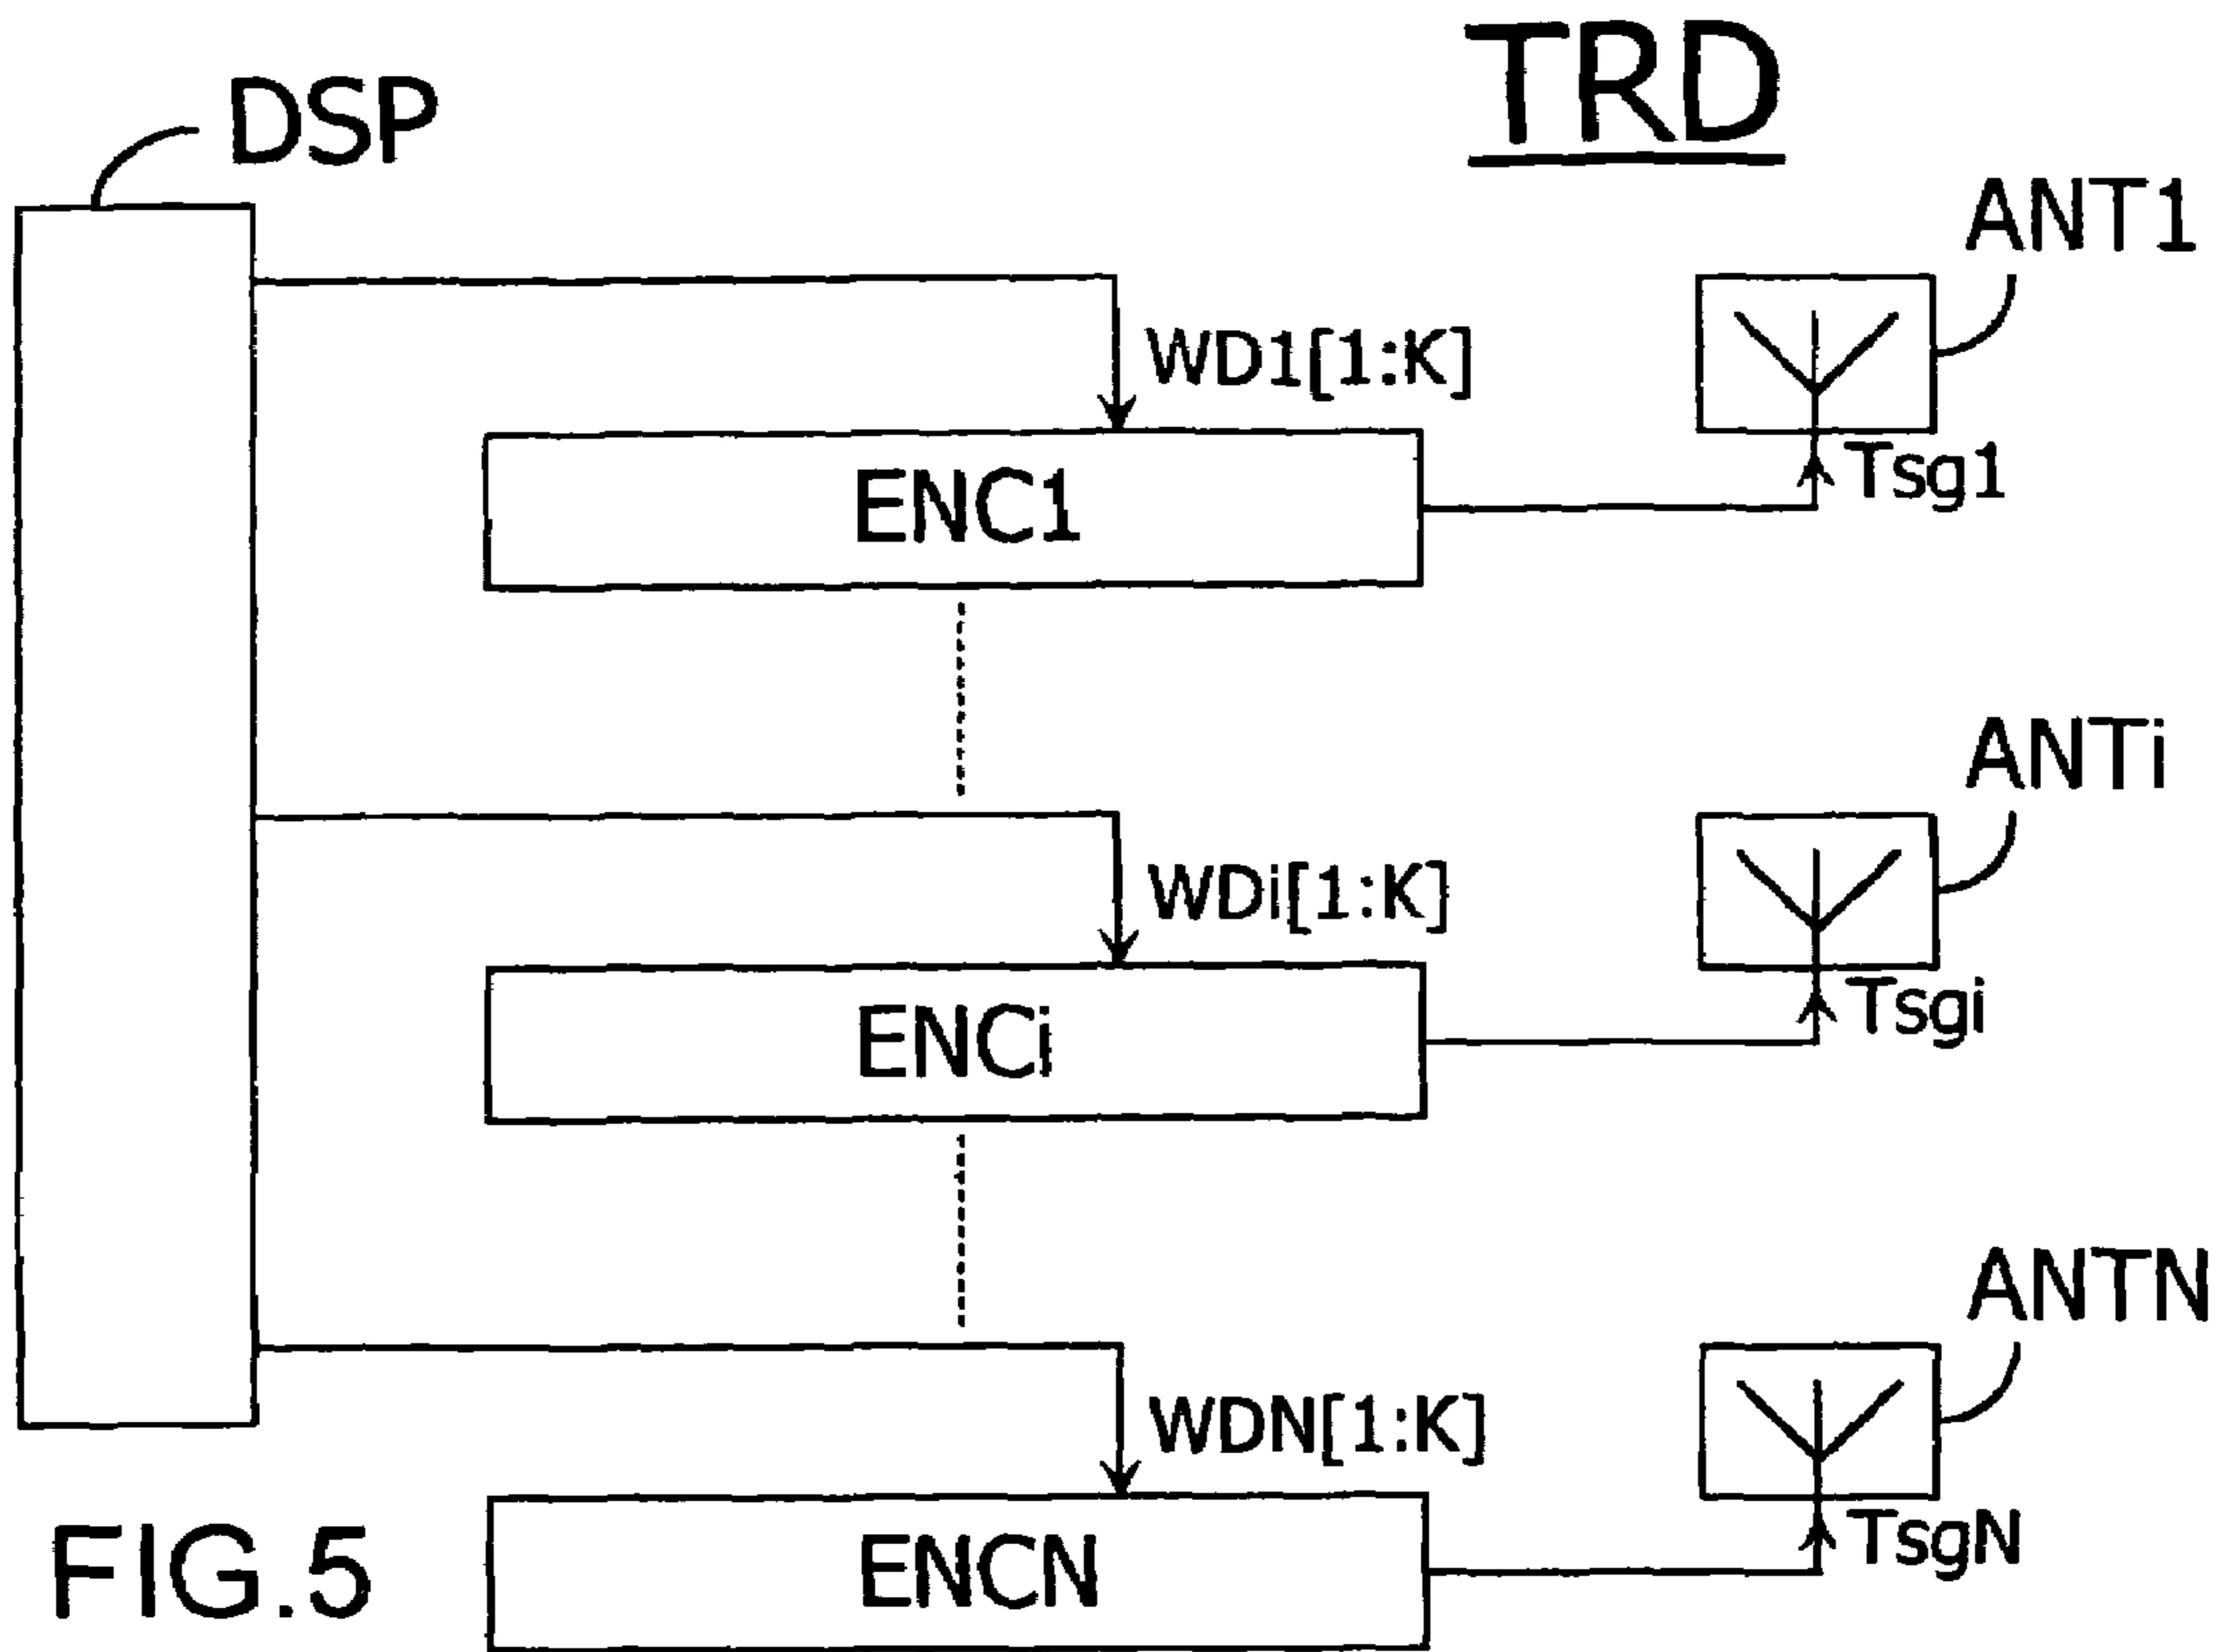 TRD
DSP
ANT1
WD1[1:K]
Tsg1
ENC1
ANTi
WDi[1:K]
Tsgi
ENCi
ANTN
WDN[1:K]
TsgN
ENCN
FIG.5